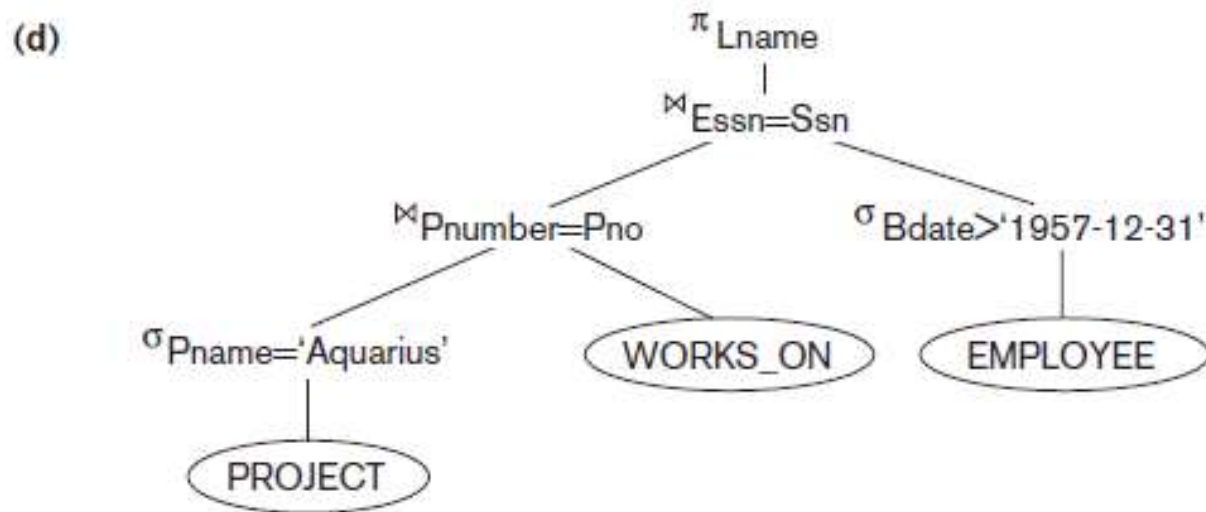 (d)
π Lname
⋈ Essn=Ssn
⋈ Pnumber=Pno
σ Bdate>‘1957-12-31’
σ Pname=‘Aquarius’
WORKS_ON
EMPLOYEE
PROJECT